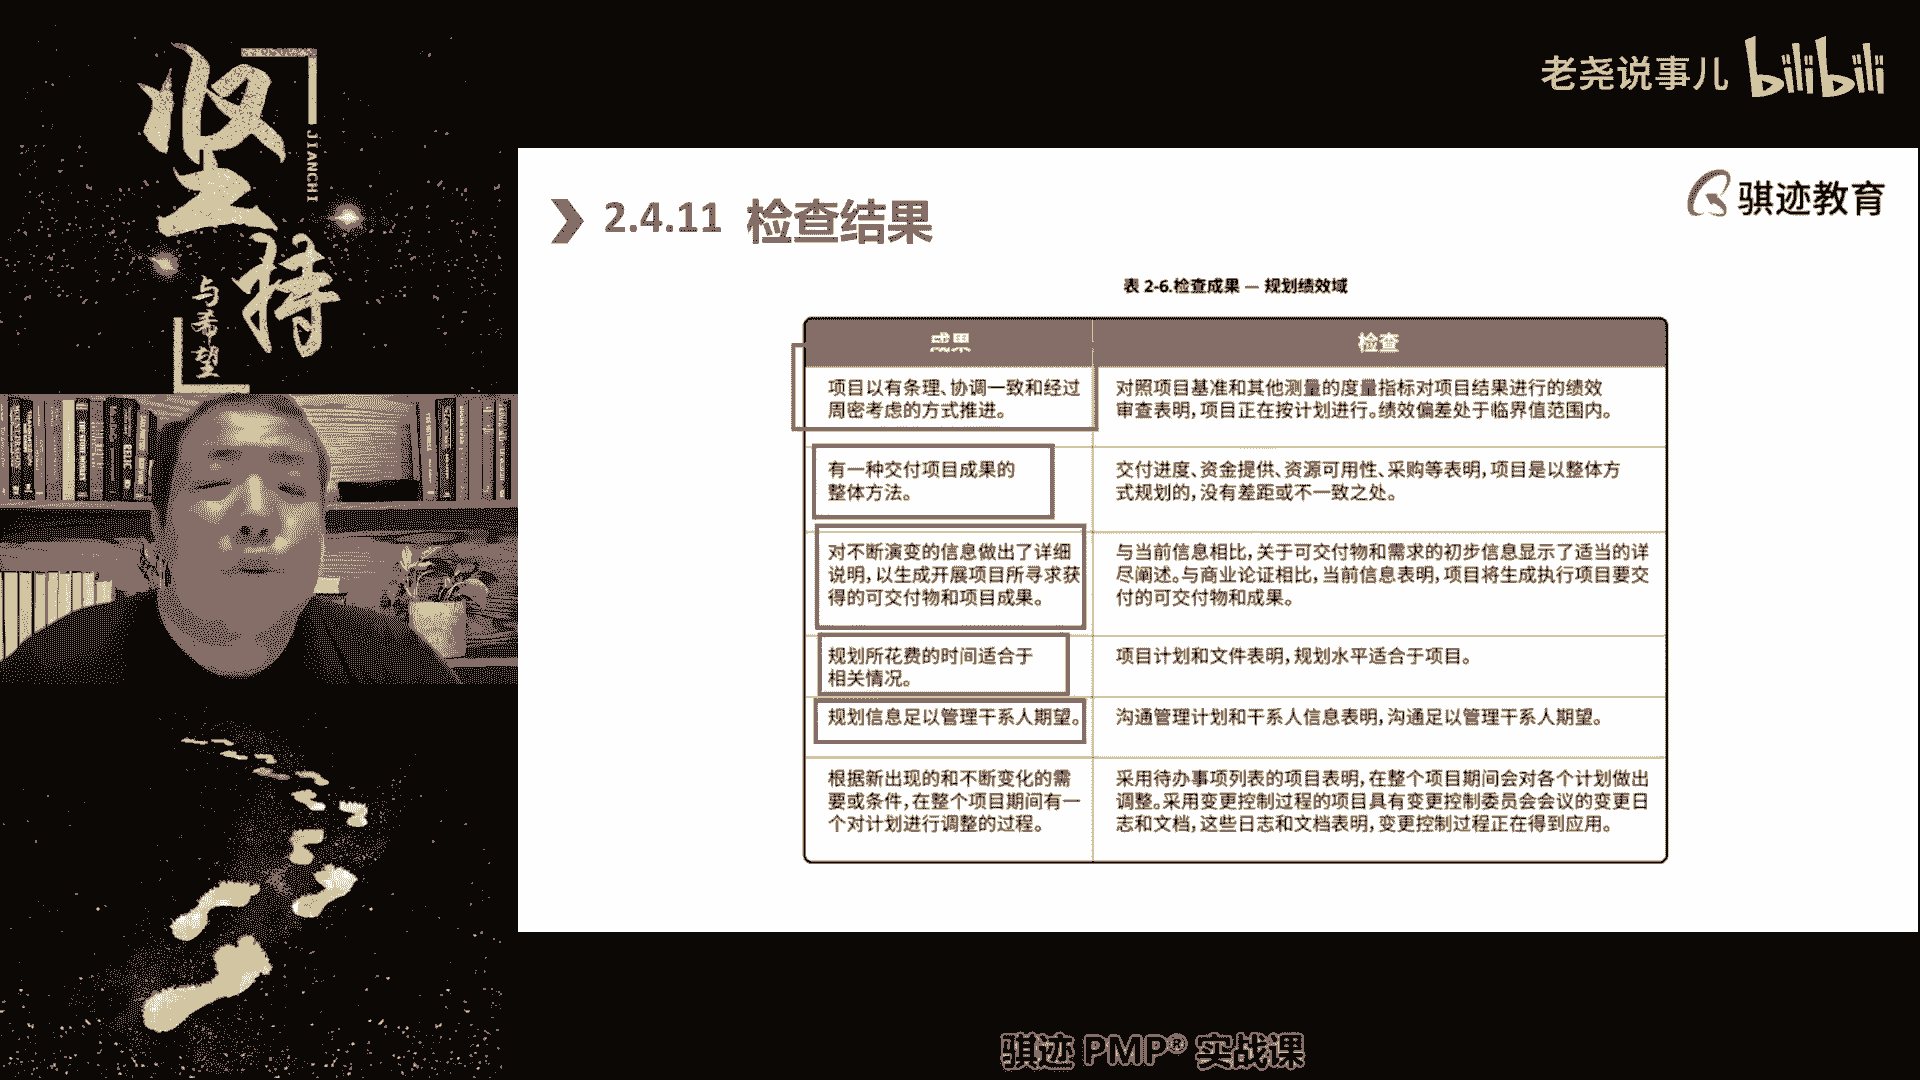 坚
JIANCHI
持
与希望
老尧说事儿 bilibili
骐迹教育
2.4.11 检查结果
表 2-6.检查成果 — 规划绩效域
成果
检查
项目以有条理、协调一致和经过
周密考虑的方式推进。
对照项目基准和其他测量的度量指标对项目结果进行的绩效
审查表明,项目正在按计划进行。绩效偏差处于临界值范围内。
有一种交付项目成果的
整体方法。
交付进度、资金提供、资源可用性、采购等表明,项目是以整体方
式规划的,没有差距或不一致之处。
对不断演变的信息做出了详细
说明,以生成开展项目所寻求获
得的可交付物和项目成果。
与当前信息相比,关于可交付物和需求的初步信息显示了适当的详
尽阐述。与商业论证相比,当前信息表明,项目将生成执行项目要交
付的可交付物和成果。
规划所花费的时间适合于
相关情况。
项目计划和文件表明,规划水平适合于项目。
规划信息足以管理干系人期望。
沟通管理计划和干系人信息表明,沟通足以管理干系人期望。
根据新出现的和不断变化的需
要或条件,在整个项目期间有一
个对计划进行调整的过程。
采用待办事项列表的项目表明,在整个项目期间会对各个计划做出
调整。采用变更控制过程的项目具有变更控制委员会会议的变更日
志和文档,这些日志和文档表明,变更控制过程正在得到应用。
骐迹 PMP® 实战课